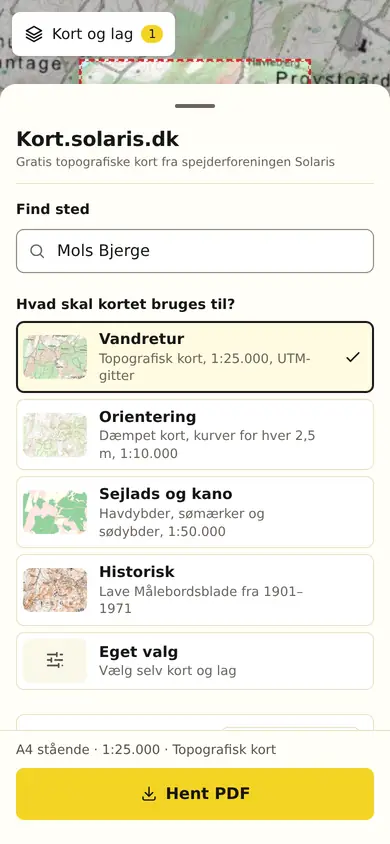 Kort og lag 1
Kort.solaris.dk
Gratis topografiske kort fra spejderforeningen Solaris
Find sted
Mols Bjerge
Hvad skal kortet bruges til?
Vandretur
Topografisk kort, 1:25.000, UTM-
gitter
Orientering
Dæmpet kort, kurver for hver 2,5
m, 1:10.000
Sejlads og kano
Havdybder, sømærker og
sødybder, 1:50.000
Historisk
Lave Målebordsblade fra 1901–
1971
Eget valg
Vælg selv kort og lag
A4 stående · 1:25.000 · Topografisk kort
Hent PDF